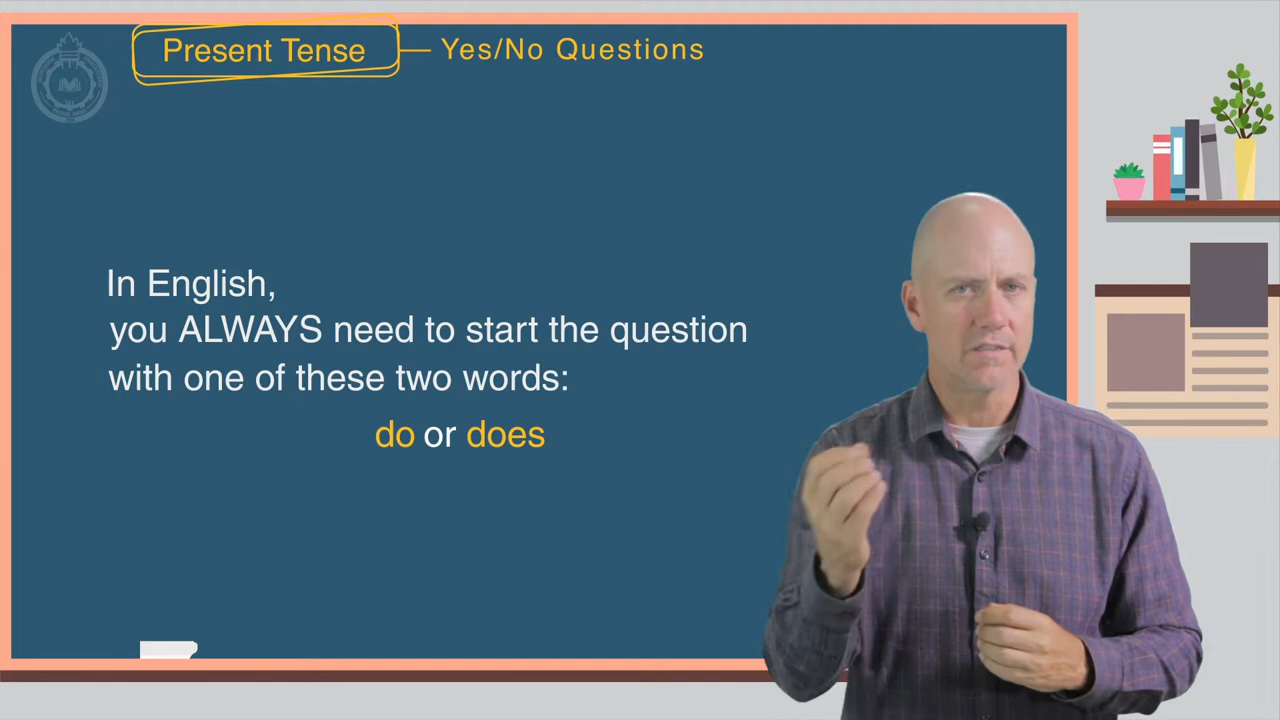 Present Tense — Yes/No Questions
In English,
you ALWAYS need to start the question
with one of these two words:
do or does